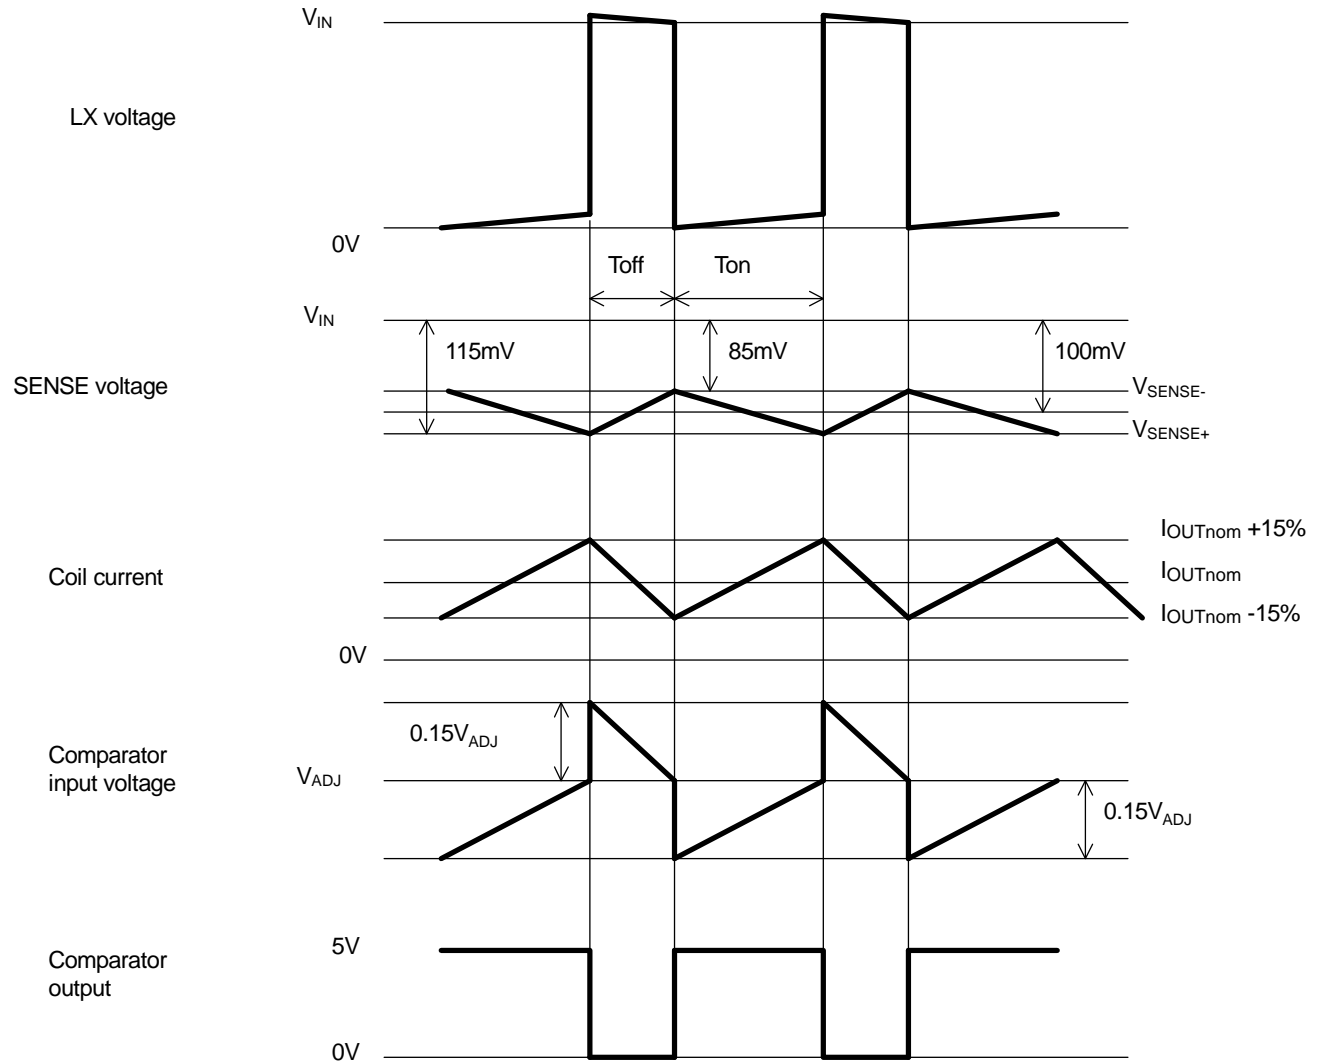 VIN
LX voltage
0V
Toff
Ton
VIN
115mV
85mV
100mV
SENSE voltage
VSENSE-
VSENSE+
IOUTnom +15%
Coil current
IOUTnom
IOUTnom -15%
0V
0.15VADJ
Comparator
input voltage
VADJ
0.15VADJ
5V
Comparator
output
0V